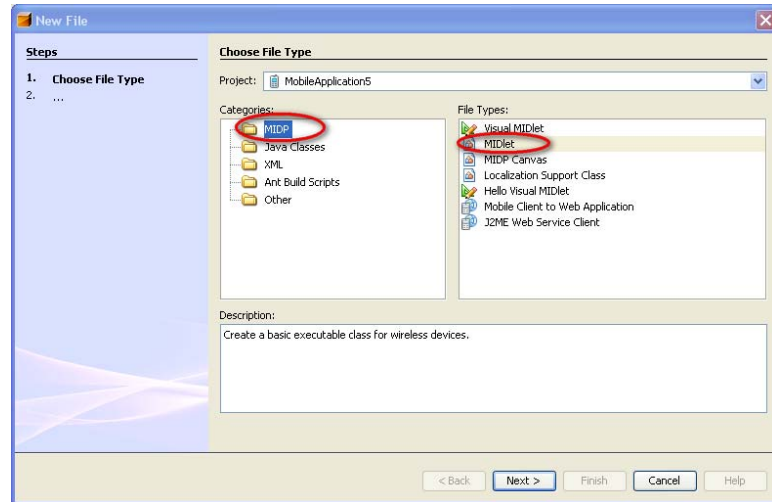 New File
Steps
1. Choose File Type
2. ...
Choose File Type
Project: MobileApplication5
Categories:
MIDP
Java Classes
XML
Ant Build Scripts
Other
File Types:
Visual MIDlet
MIDlet
MIDP Canvas
Localization Support Class
Hello Visual MIDlet
Mobile Client to Web Application
J2ME Web Service Client
Description:
Create a basic executable class for wireless devices.
< Back Next > Finish Cancel Help